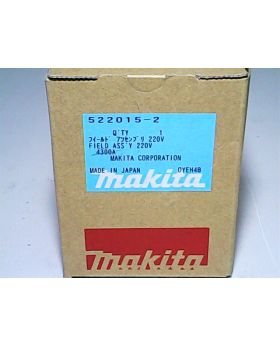 522015-2
Q'TY 1
フィールド アッセンブリ 220V
FIELD ASS'Y 220V
4300A
MAKITA CORPORATION
MADE IN JAPAN OYEH4B
makita
makita